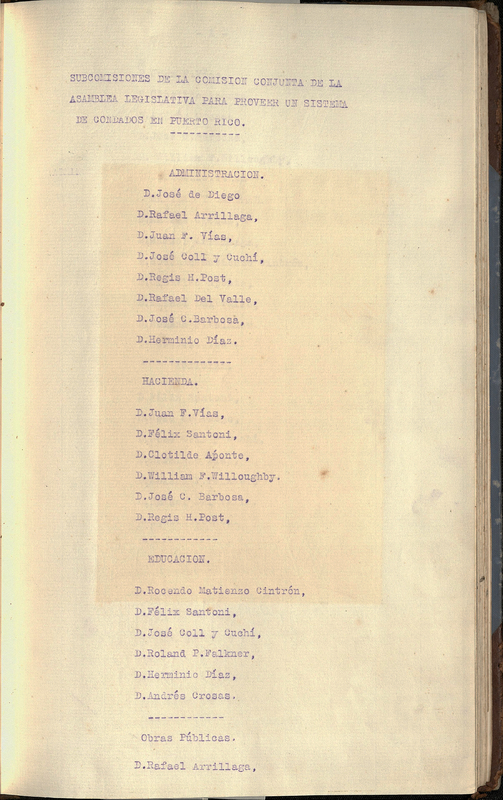 SUBCOMISIONES DE LA COMISION CONJUNTA DE LA
ASAMBLEA LEGISLATIVA PARA PROVEER UN SISTEMA
DE CONDADOS EN PUERTO RICO.
-----------
ADMINISTRACION.
D.José de Diego
D.Rafael Arrillaga,
D.Juan F. Vías,
D.José Coll y Cuchí,
D.Regis H.Post,
D.Rafael Del Valle,
D.José C.Barbosa,
D.Herminio Díaz.
--------------
HACIENDA.
D.Juan F.Vías,
D.Félix Santoni,
D.Clotilde Aponte,
D.William F.Willoughby.
D.José C. Barbosa,
D.Regis H.Post,
------------
EDUCACION.
D.Rocendo Matienzo Cintrón,
D.Félix Santoni,
D.José Coll y Cuchí,
D.Roland P.Falkner,
D.Herminio Díaz,
D.Andrés Crosas.
------------
Obras Públicas.
D.Rafael Arrillaga,